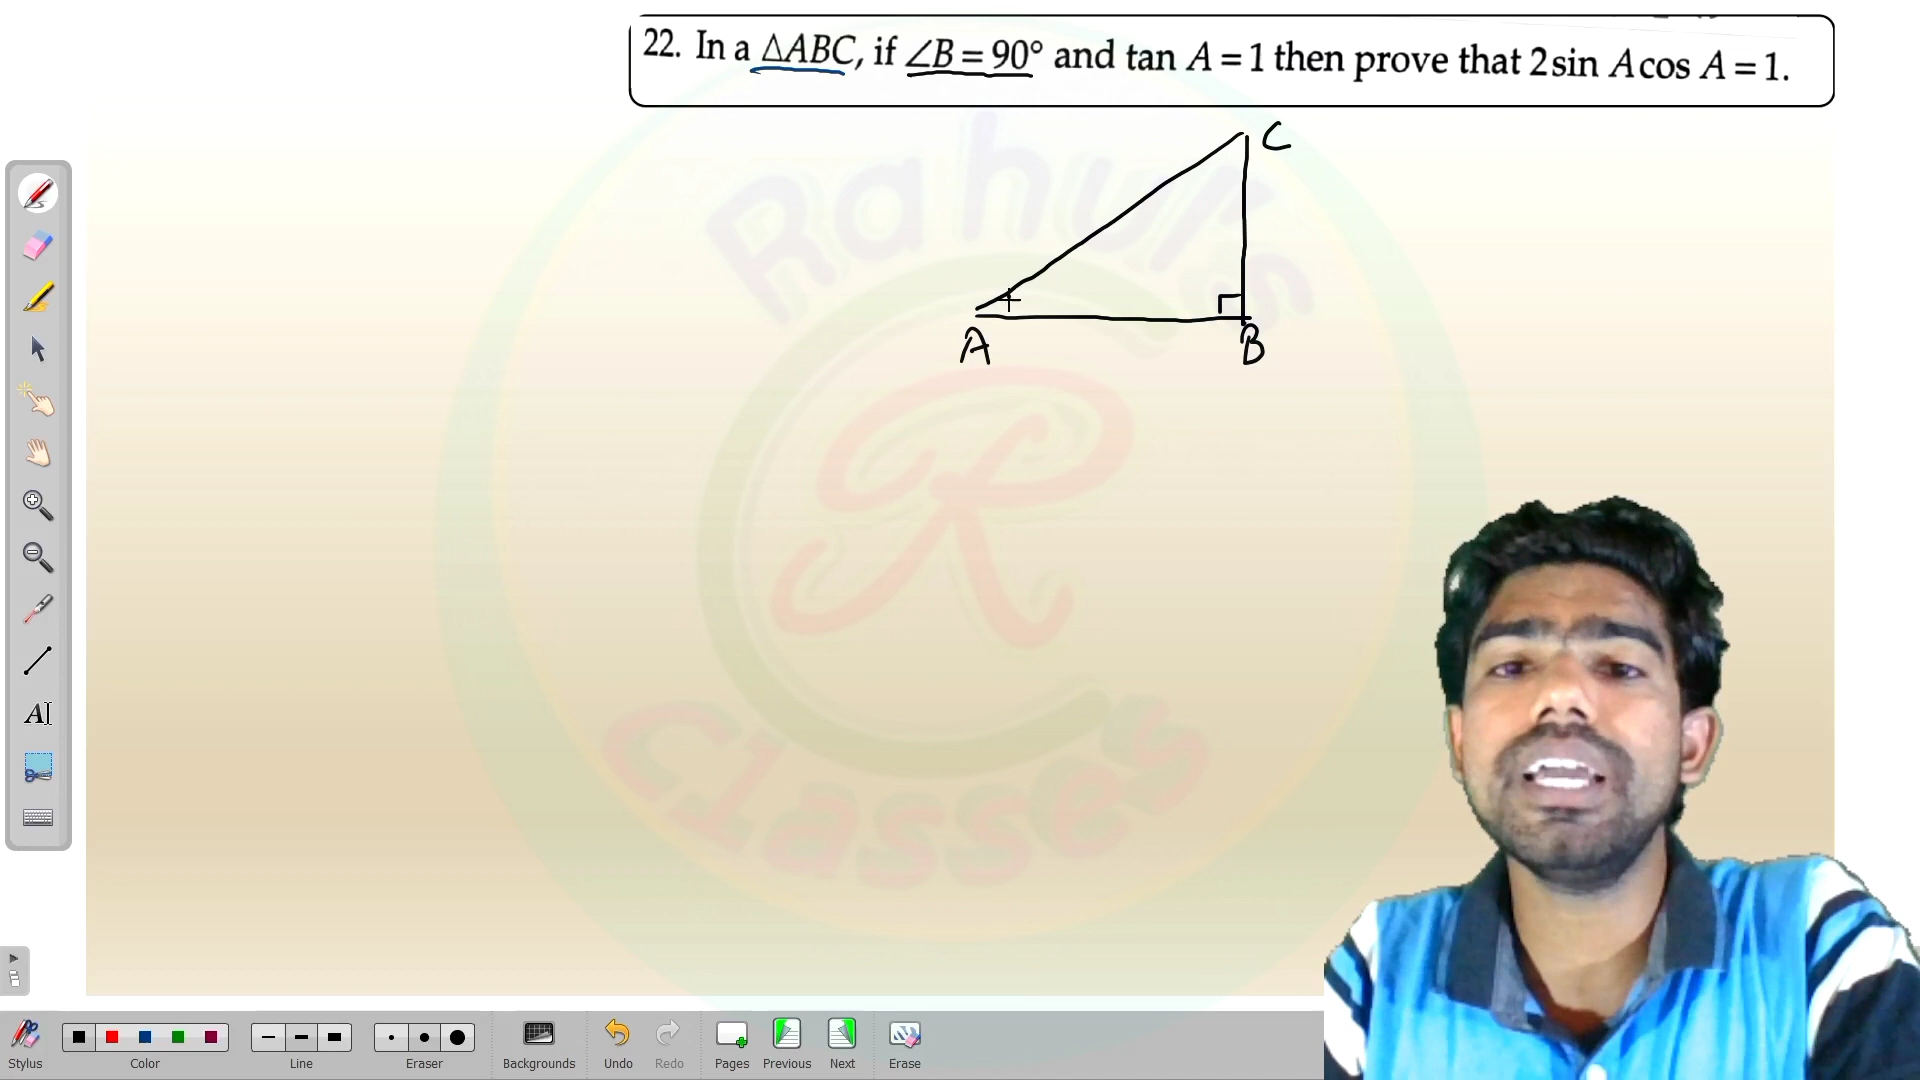 22. In a △ABC, if ∠B = 90° and tan A = 1 then prove that 2 sin A cos A = 1.
C
A
B
Rahul's
R
Classes
A
Stylus
Color
Line
Eraser
Backgrounds
Undo
Redo
Pages
Previous
Next
Erase